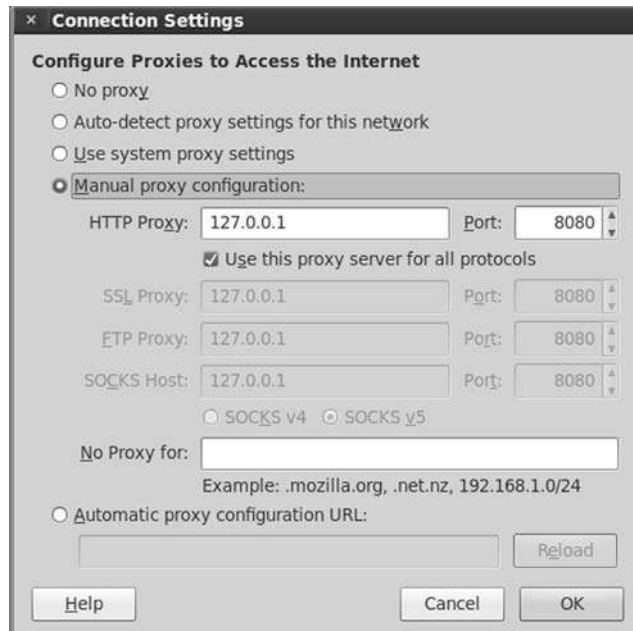 × Connection Settings
Configure Proxies to Access the Internet
No proxy
Auto-detect proxy settings for this network
Use system proxy settings
Manual proxy configuration:
HTTP Proxy: 127.0.0.1 Port: 8080
Use this proxy server for all protocols
SSL Proxy: 127.0.0.1 Port: 8080
FTP Proxy: 127.0.0.1 Port: 8080
SOCKS Host: 127.0.0.1 Port: 8080
SOCKS v4 SOCKS v5
No Proxy for:
Example: .mozilla.org, .net.nz, 192.168.1.0/24
Automatic proxy configuration URL:
Reload
Help Cancel OK